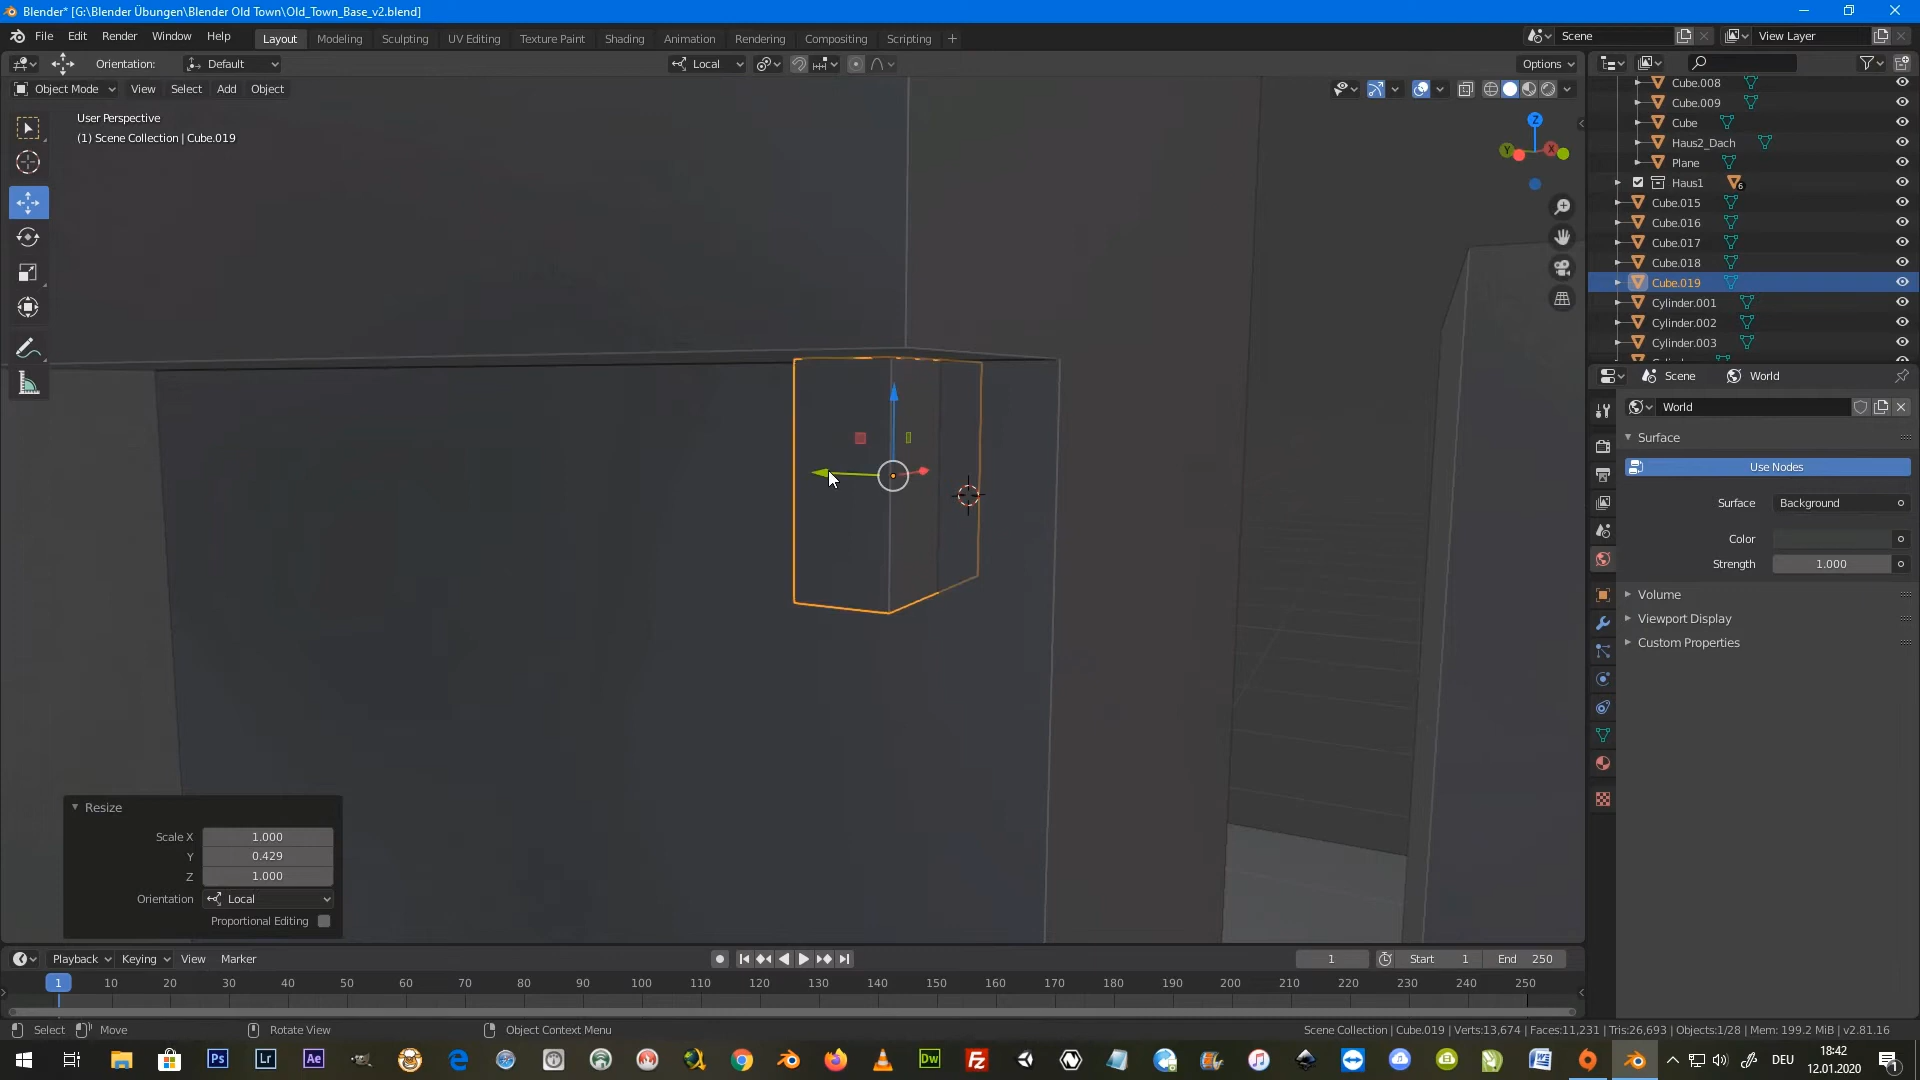 Blender* [G:\Blender Übungen\Blender Old Town\Old_Town_Base_v2.blend]
File Edit Render Window Help
Layout Modeling Sculpting UV Editing Texture Paint Shading Animation Rendering Compositing Scripting +
Scene
View Layer
Orientation: Default
Local
Options
Object Mode View Select Add Object
User Perspective
(1) Scene Collection | Cube.019
Z
Y
X
Cube.008
Cube.009
Cube
Haus2_Dach
Plane
Haus1 6
Cube.015
Cube.016
Cube.017
Cube.018
Cube.019
Cylinder.001
Cylinder.002
Cylinder.003
Scene World
World
Surface
Use Nodes
Surface Background
Color
Strength 1.000
Volume
Viewport Display
Custom Properties
Resize
Scale X 1.000
Y 0.429
Z 1.000
Orientation Local
Proportional Editing
Playback Keying View Marker
1 Start 1 End 250
1 10 20 30 40 50 60 70 80 90 100 110 120 130 140 150 160 170 180 190 200 210 220 230 240 250
Select Move Rotate View Object Context Menu
Scene Collection | Cube.019 | Verts:13,674 | Faces:11,231 | Tris:26,693 | Objects:1/28 | Mem: 199.2 MiB | v2.81.16
Ps Lr Ae Dw Fz W
DEU
18:42
12.01.2020
1